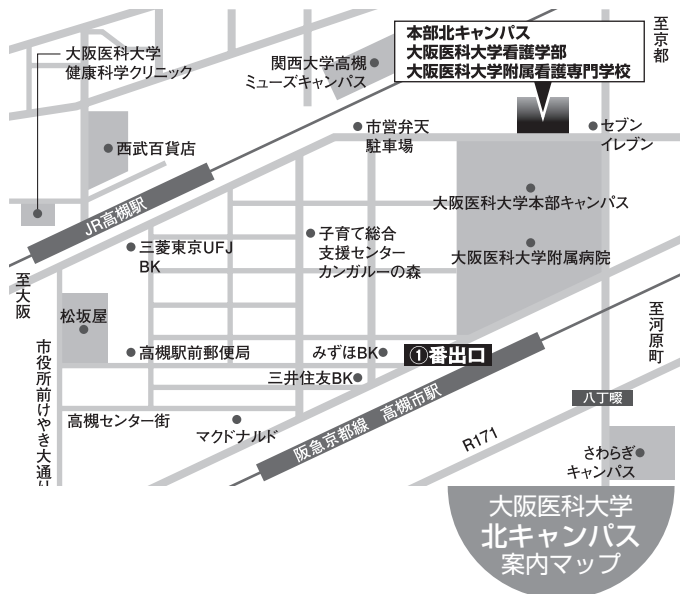 大阪医科大学
健康科学クリニック
関西大学高槻
ミューズキャンパス
本部北キャンパス
大阪医科大学看護学部
大阪医科大学附属看護専門学校
至京都
西武百貨店
市営弁天
駐車場
セブン
イレブン
JR高槻駅
大阪医科大学本部キャンパス
三菱東京UFJ
BK
子育て総合
支援センター
カンガルーの森
大阪医科大学附属病院
至大阪
松坂屋
至河原町
市役所前けやき大通り
高槻駅前郵便局
みずほBK
①番出口
三井住友BK
八丁畷
高槻センター街
マクドナルド
阪急京都線 高槻市駅
R171
さわらぎ
キャンパス
大阪医科大学
北キャンパス
案内マップ